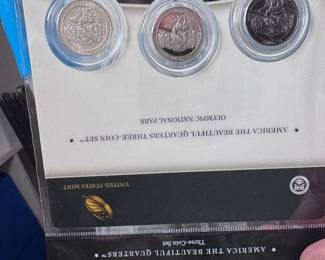 AMERICA THE BEAUTIFUL QUARTERS™
Three-Coin Set
UNITED STATES MINT
AMERICA THE BEAUTIFUL QUARTERS THREE-COIN SET™
OLYMPIC NATIONAL PARK